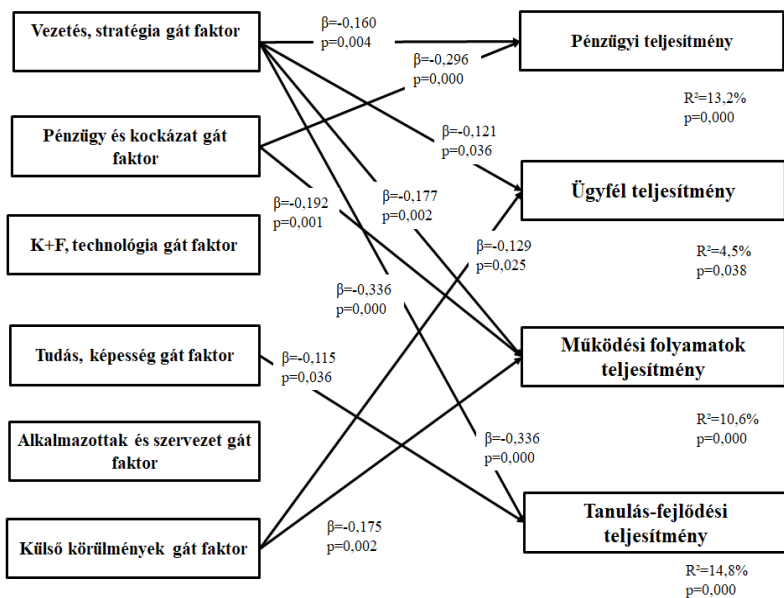 Vezetés, stratégia gát faktor
β=-0,160
p=0,004
Pénzügyi teljesítmény
β=-0,296
p=0,000
R²=13,2%
p=0,000
Pénzügy és kockázat gát
faktor
β=-0,121
p=0,036
Ügyfél teljesítmény
β=-0,192
p=0,001
β=-0,177
p=0,002
K+F, technológia gát faktor
β=-0,129
p=0,025
R²=4,5%
p=0,038
β=-0,336
p=0,000
Tudás, képesség gát faktor
β=-0,115
p=0,036
Működési folyamatok
teljesítmény
R²=10,6%
p=0,000
Alkalmazottak és szervezet gát
faktor
β=-0,336
p=0,000
Külső körülmények gát faktor
β=-0,175
p=0,002
Tanulás-fejlődési
teljesítmény
R²=14,8%
p=0,000